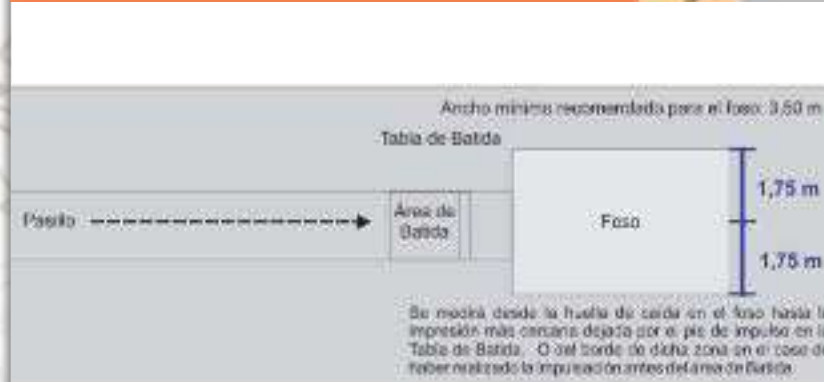 Ancho mínimo recomendado para el foso: 3,50 m
Tabla de Batida
1,75 m
Pasillo
Área de
Batida
Foso
1,75 m
Se medirá desde la huella de caída en el foso hasta
impresión más cercana dejada por el pie de impulso en
Tabla de Batida. O del borde de dicha zona en el caso de
haber realizado la impulsación antes del área de Batida.